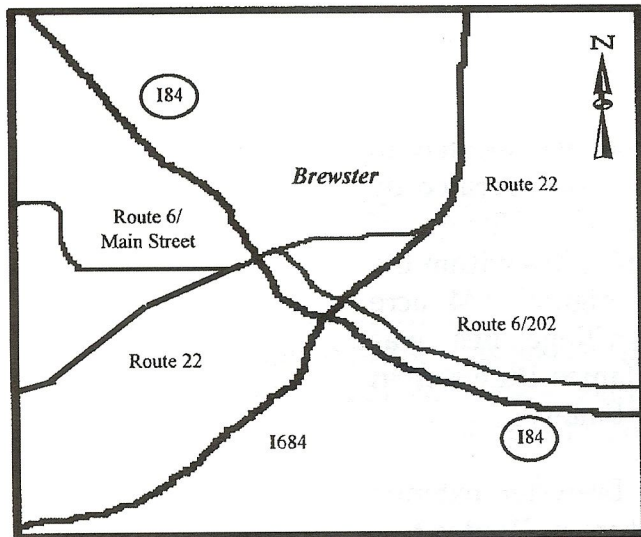 N
I84
Brewster
Route 22
Route 6/
Main Street
Route 6/202
Route 22
I684
I84